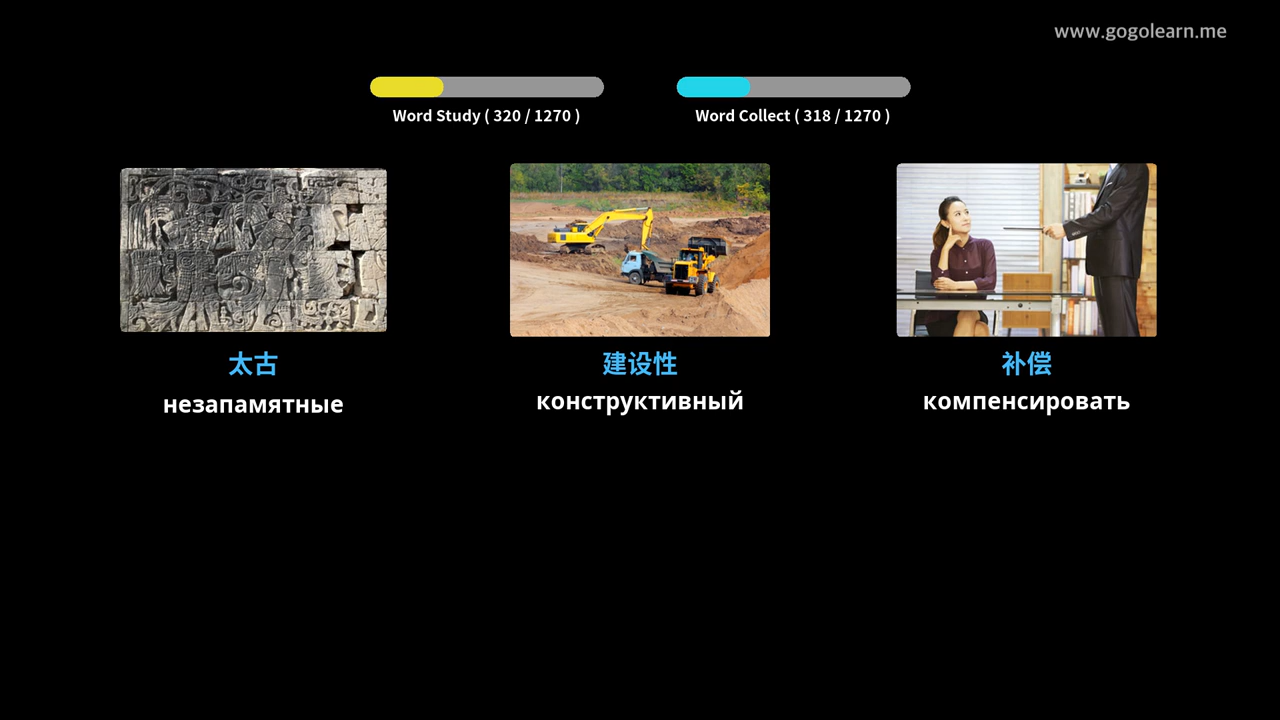 www.gogolearn.me
Word Study ( 320 / 1270 )
Word Collect ( 318 / 1270 )
太古
незапамятные
建设性
конструктивный
补偿
компенсировать